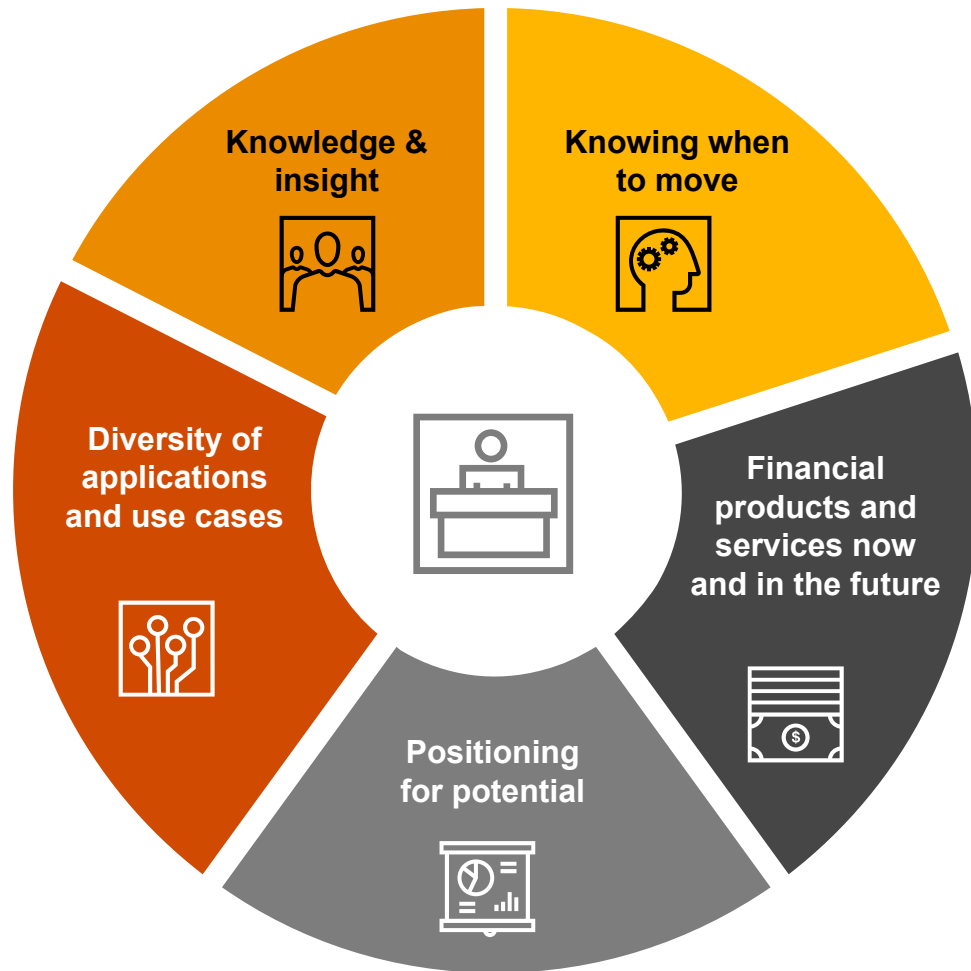 Knowledge &
insight
Knowing when
to move
Diversity of
applications
and use cases
Financial
products and
services now
and in the future
$
Positioning
for potential